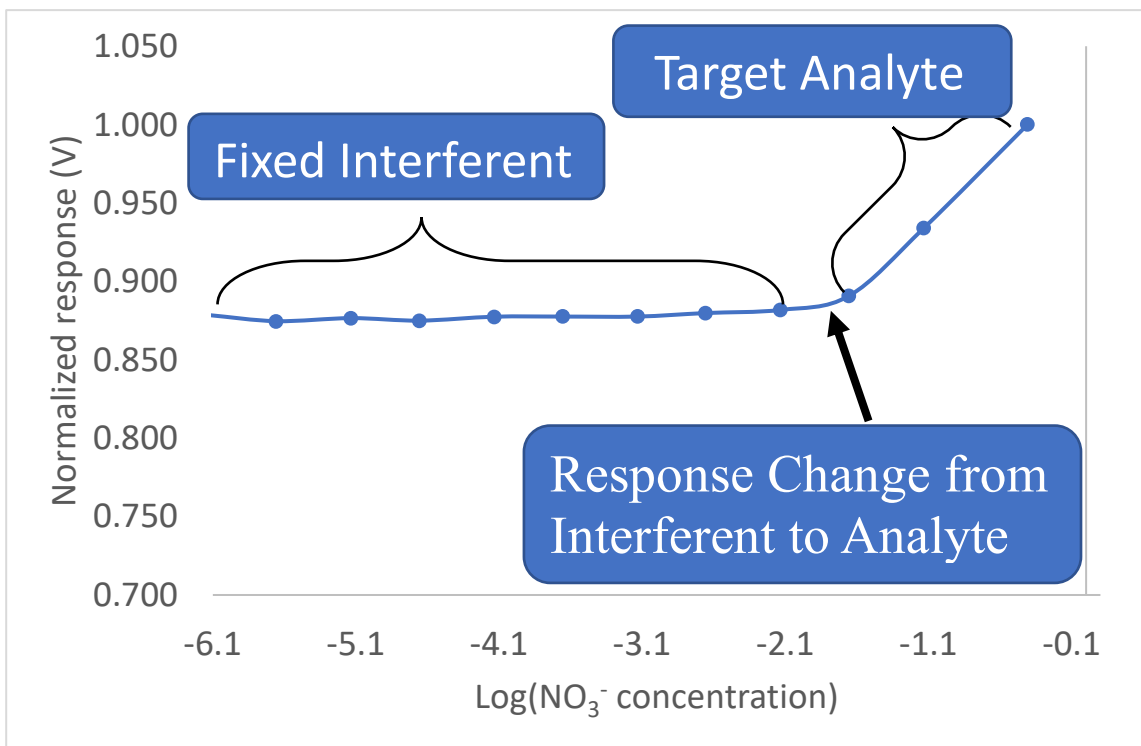 1.050
1.000
0.950
0.900
0.850
0.800
0.750
0.700
Normalized response (V)
Target Analyte
Fixed Interferent
Response Change from
Interferent to Analyte
-6.1 -5.1 -4.1 -3.1 -2.1 -1.1 -0.1
Log(NO₃⁻ concentration)